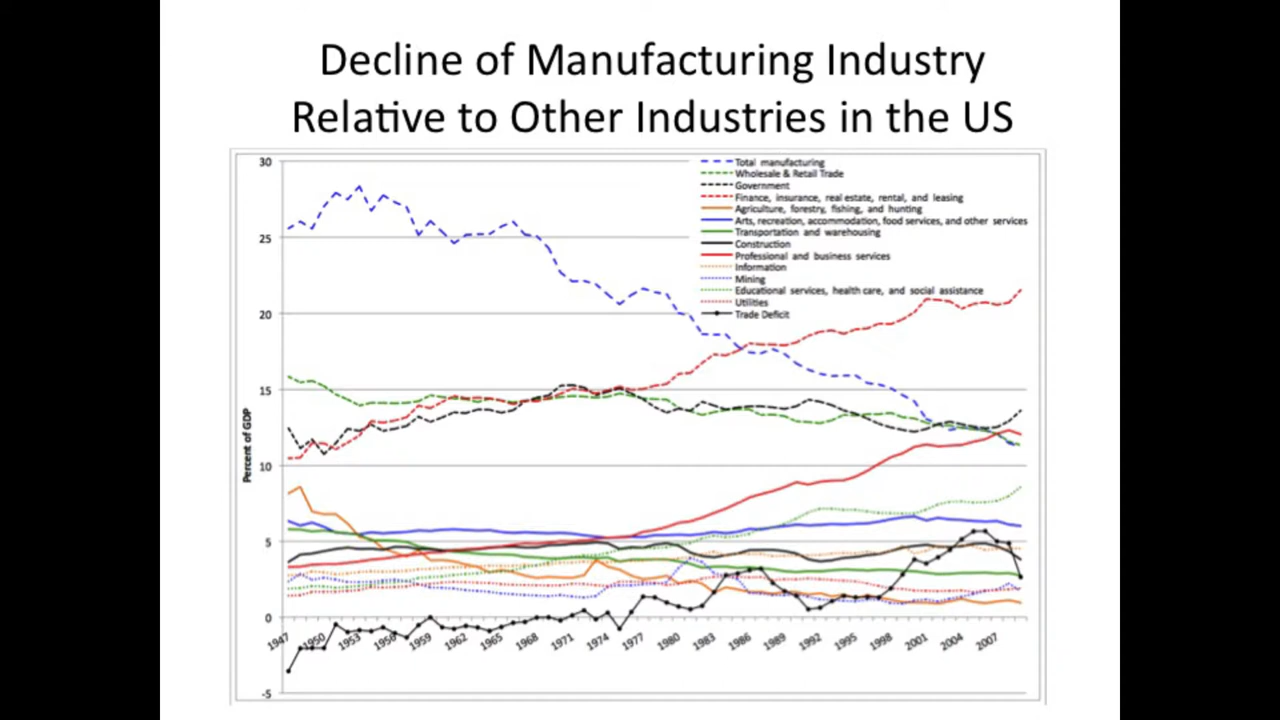 Decline of Manufacturing Industry
Relative to Other Industries in the US
30
25
20
15
10
5
0
-5
Percent of GDP
Total manufacturing
Wholesale & Retail Trade
Government
Finance, insurance, real estate, rental, and leasing
Agriculture, forestry, fishing, and hunting
Arts, recreation, accommodation, food services, and other services
Transportation and warehousing
Construction
Professional and business services
Information
Mining
Educational services, health care, and social assistance
Utilities
Trade Deficit
1947
1950
1953
1956
1959
1962
1965
1968
1971
1974
1977
1980
1983
1986
1989
1992
1995
1998
2001
2004
2007